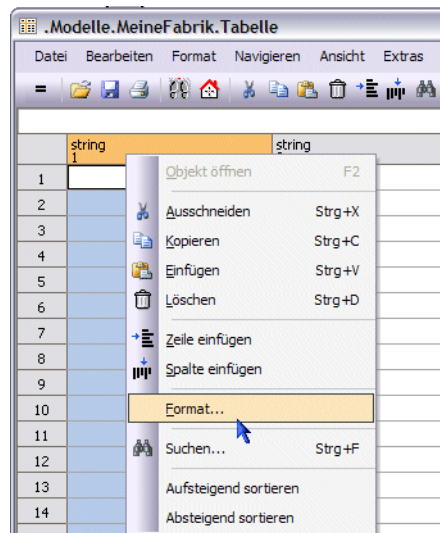 .Modelle.MeineFabrik.Tabelle
Datei Bearbeiten Format Navigieren Ansicht Extras
=
string string
1
1
Objekt öffnen F2
2
Ausschneiden Strg+X
3
Kopieren Strg+C
4
Einfügen Strg+V
5
6
Löschen Strg+D
7
Zeile einfügen
8
Spalte einfügen
9
10
Format...
11
Suchen... Strg+F
12
13
Aufsteigend sortieren
14
Absteigend sortieren